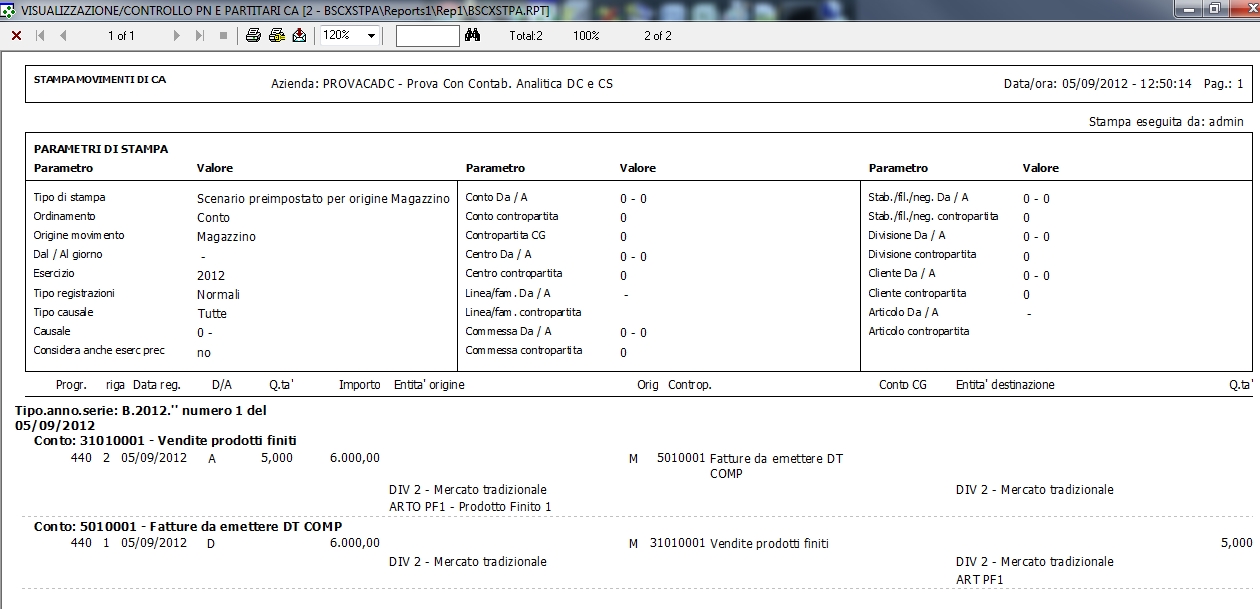 VISUALIZZAZIONE/CONTROLLO PN E PARTITARI CA [2 - BSCXSTPA\Reports1\Rep1\BSCXSTPA.RPT]
1 of 1 120% Total:2 100% 2 of 2
STAMPA MOVIMENTI DI CA Azienda: PROVACADC - Prova Con Contab. Analitica DC e CS Data/ora: 05/09/2012 - 12:50:14 Pag.: 1
Stampa eseguita da: admin
PARAMETRI DI STAMPA
Parametro Valore Parametro Valore Parametro Valore
Tipo di stampa Scenario preimpostato per origine Magazzino Conto Da / A 0 - 0 Stab./fil./neg. Da / A 0 - 0
Ordinamento Conto Conto contropartita 0 Stab./fil./neg. contropartita 0
Origine movimento Magazzino Contropartita CG 0 Divisione Da / A 0 - 0
Dal / Al giorno - Centro Da / A 0 - 0 Divisione contropartita 0
Esercizio 2012 Centro contropartita 0 Cliente Da / A 0 - 0
Tipo registrazioni Normali Linea/fam. Da / A - Cliente contropartita 0
Tipo causale Tutte Linea/fam. contropartita Articolo Da / A -
Causale 0 - Commessa Da / A 0 - 0 Articolo contropartita
Considera anche eserc prec no Commessa contropartita 0
Progr. riga Data reg. D/A Q.ta' Importo Entita' origine Orig Controp. Conto CG Entita' destinazione Q.ta'
Tipo.anno.serie: B.2012.'' numero 1 del
05/09/2012
Conto: 31010001 - Vendite prodotti finiti
440 2 05/09/2012 A 5,000 6.000,00 M 5010001 Fatture da emettere DT
COMP
DIV 2 - Mercato tradizionale DIV 2 - Mercato tradizionale
ARTO PF1 - Prodotto Finito 1
Conto: 5010001 - Fatture da emettere DT COMP
440 1 05/09/2012 D 6.000,00 M 31010001 Vendite prodotti finiti 5,000
DIV 2 - Mercato tradizionale DIV 2 - Mercato tradizionale
ART PF1